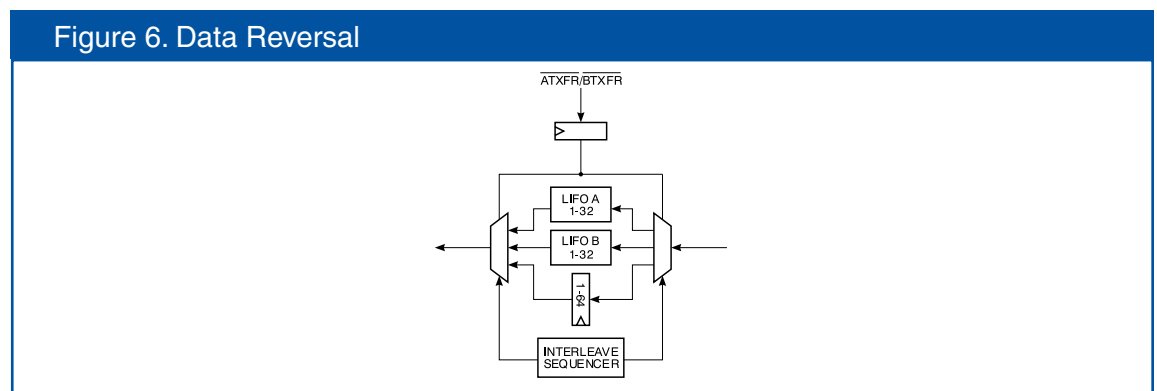 Figure 6. Data Reversal
ATXFR/BTXFR
LIFO A
1-32
LIFO B
1-32
1-64
INTERLEAVE
SEQUENCER